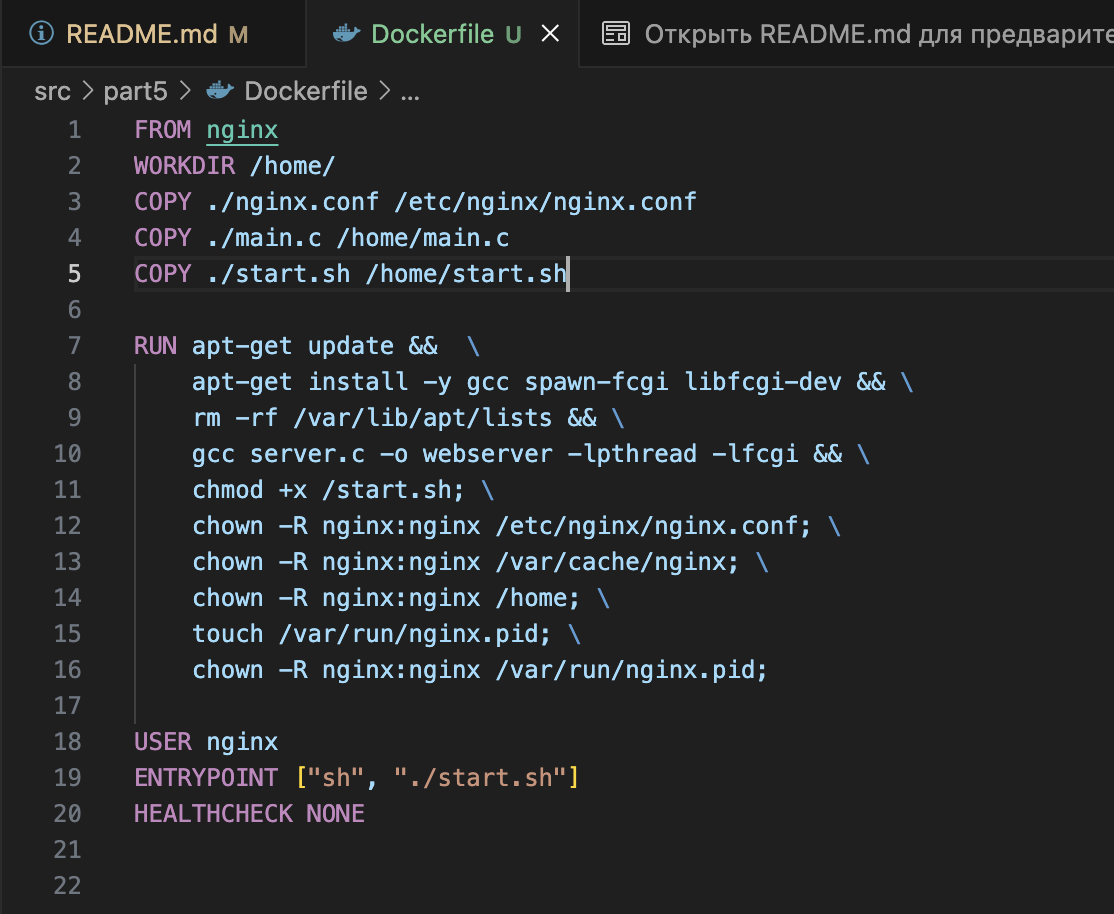 README.md M Dockerfile U Открыть README.md для предварите
src > part5 > Dockerfile > ...
1 FROM nginx
2 WORKDIR /home/
3 COPY ./nginx.conf /etc/nginx/nginx.conf
4 COPY ./main.c /home/main.c
5 COPY ./start.sh /home/start.sh
6
7 RUN apt-get update &&  \
8     apt-get install -y gcc spawn-fcgi libfcgi-dev && \
9     rm -rf /var/lib/apt/lists && \
10     gcc server.c -o webserver -lpthread -lfcgi && \
11     chmod +x /start.sh; \
12     chown -R nginx:nginx /etc/nginx/nginx.conf; \
13     chown -R nginx:nginx /var/cache/nginx; \
14     chown -R nginx:nginx /home; \
15     touch /var/run/nginx.pid; \
16     chown -R nginx:nginx /var/run/nginx.pid;
17
18 USER nginx
19 ENTRYPOINT ["sh", "./start.sh"]
20 HEALTHCHECK NONE
21
22